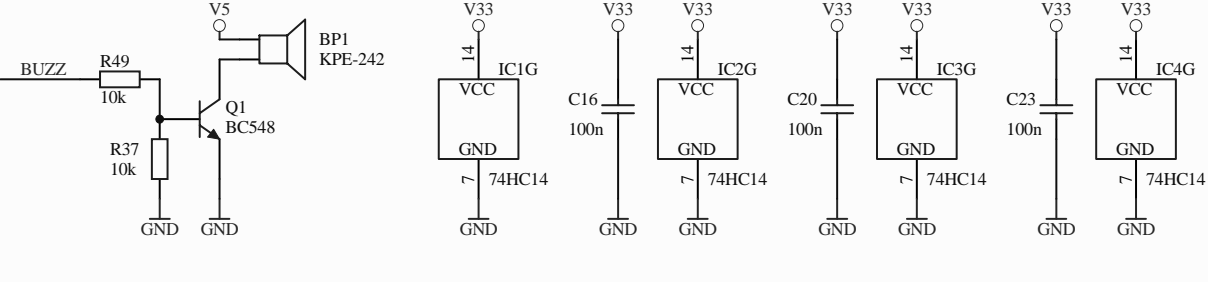 V5
BP1
KPE-242
BUZZ
R49
10k
Q1
BC548
R37
10k
GND
GND
V33
14
IC1G
VCC
GND
7
74HC14
GND
V33
C16
100n
GND
V33
14
IC2G
VCC
GND
7
74HC14
GND
V33
C20
100n
GND
V33
14
IC3G
VCC
GND
7
74HC14
GND
V33
C23
100n
GND
V33
14
IC4G
VCC
GND
7
74HC14
GND